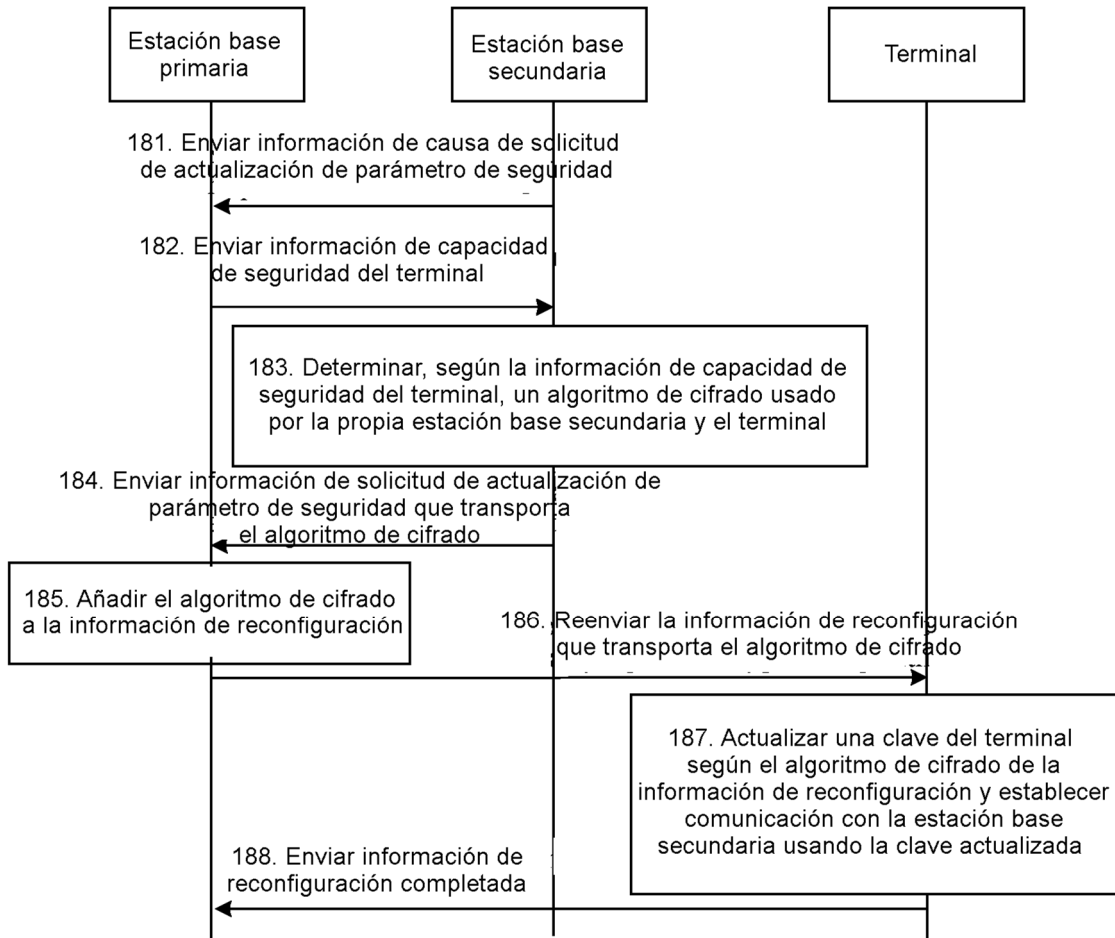 Estación base
primaria
Estación base
secundaria
Terminal
181. Enviar información de causa de solicitud
de actualización de parámetro de seguridad
182. Enviar información de capacidad
de seguridad del terminal
183. Determinar, según la información de capacidad de
seguridad del terminal, un algoritmo de cifrado usado
por la propia estación base secundaria y el terminal
184. Enviar información de solicitud de actualización de
parámetro de seguridad que transporta
el algoritmo de cifrado
185. Añadir el algoritmo de cifrado
a la información de reconfiguración
186. Reenviar la información de reconfiguración
que transporta el algoritmo de cifrado
187. Actualizar una clave del terminal
según el algoritmo de cifrado de la
información de reconfiguración y establecer
comunicación con la estación base
secundaria usando la clave actualizada
188. Enviar información de
reconfiguración completada